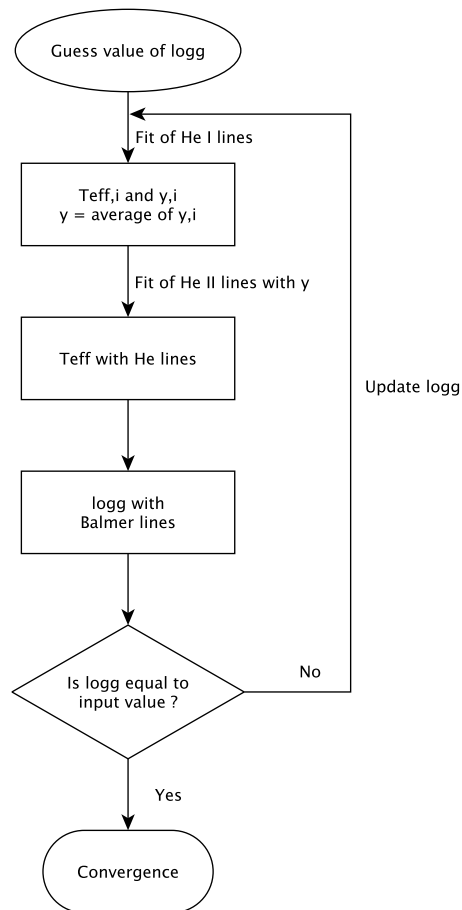 Guess value of logg
Fit of He I lines
Teff,i and y,i
y = average of y,i
Fit of He II lines with y
Teff with He lines
Update logg
logg with
Balmer lines
Is logg equal to
input value ?
No
Yes
Convergence